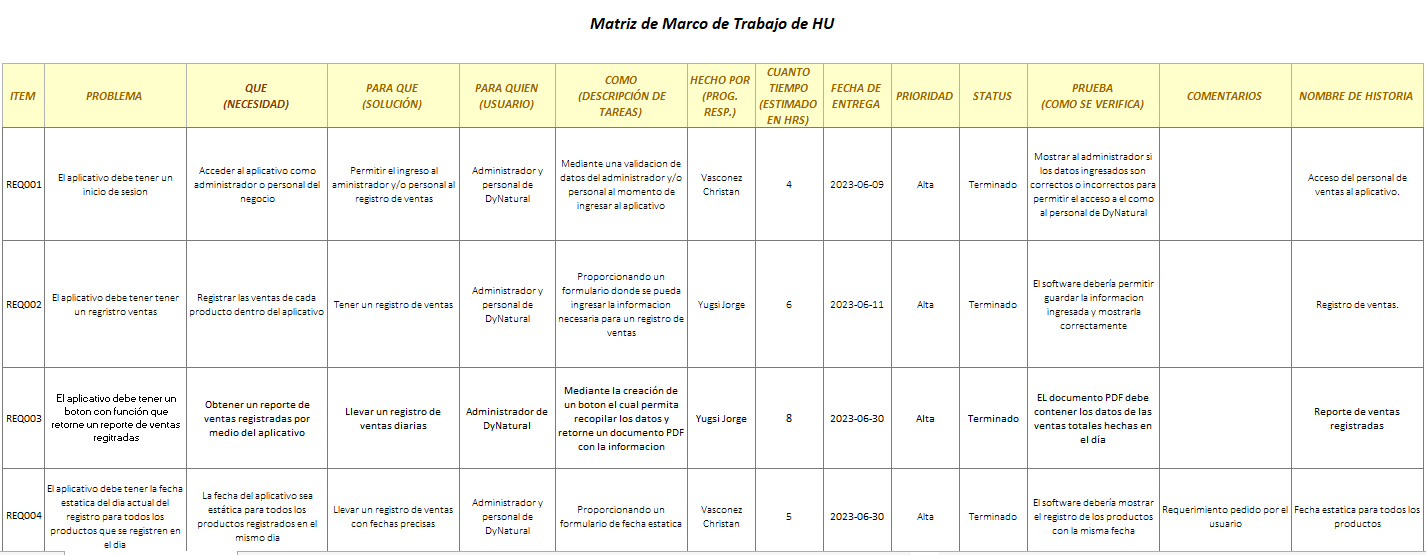 Matriz de Marco de Trabajo de HU
ITEM
PROBLEMA
QUE
(NECESIDAD)
PARA QUE
(SOLUCIÓN)
PARA QUIEN
(USUARIO)
COMO
(DESCRIPCIÓN DE
TAREAS)
HECHO POR
(PROG.
RESP.)
CUANTO
TIEMPO
(ESTIMADO
EN HRS)
FECHA DE
ENTREGA
PRIORIDAD
STATUS
PRUEBA
(COMO SE VERIFICA)
COMENTARIOS
NOMBRE DE HISTORIA
REQ001
El aplicativo debe tener un
inicio de sesion
Acceder al aplicativo como
administrador o personal del
negocio
Permitir el ingreso al
aministrador y/o personal al
registro de ventas
Administrador y
personal de
DyNatural
Mediante una validacion de
datos del administrador y/o
personal al momento de
ingresar al aplicativo
Vasconez
Christan
4
2023-06-09
Alta
Terminado
Mostrar al administrador si
los datos ingresados son
correctos o incorrectos para
permitir el acceso a el como
al personal de DyNatural
Acceso del personal de
ventas al aplicativo.
REQ002
El aplicativo debe tener tener
un regristro ventas
Registrar las ventas de cada
producto dentro del aplicativo
Tener un registro de ventas
Administrador y
personal de
DyNatural
Proporcionando un
formulario donde se pueda
ingresar la informacion
necesaria para un registro de
ventas
Yugsi Jorge
6
2023-06-11
Alta
Terminado
El software debería permitir
guardar la informacion
ingresada y mostrarla
correctamente
Registro de ventas.
REQ003
El aplicativo debe tener un
boton con función que
retorne un reporte de ventas
regitradas
Obtener un reporte de
ventas registradas por
medio del aplicativo
Llevar un registro de
ventas diarias
Administrador de
DyNatural
Mediante la creación de
un boton el cual permita
recopilar los datos y
retorne un documento PDF
con la informacion
Yugsi Jorge
8
2023-06-30
Alta
Terminado
EL documento PDF debe
contener los datos de las
ventas totales hechas en
el día
Reporte de ventas
registradas
REQ004
El aplicativo debe tener la fecha
estatica del dia actual del
registro para todos los
productos que se registren en
el dia
La fecha del aplicativo sea
estática para todos los
productos registrados en el
mismo dia
Llevar un registro de ventas
con fechas precisas
Administrador y
personal de
DyNatural
Proporcionando un
formulario de fecha estatica
Vasconez
Christan
5
2023-06-30
Alta
Terminado
El software debería mostrar
el registro de los productos
con la misma fecha
Requerimiento pedido por el
usuario
Fecha estatica para todos los
productos